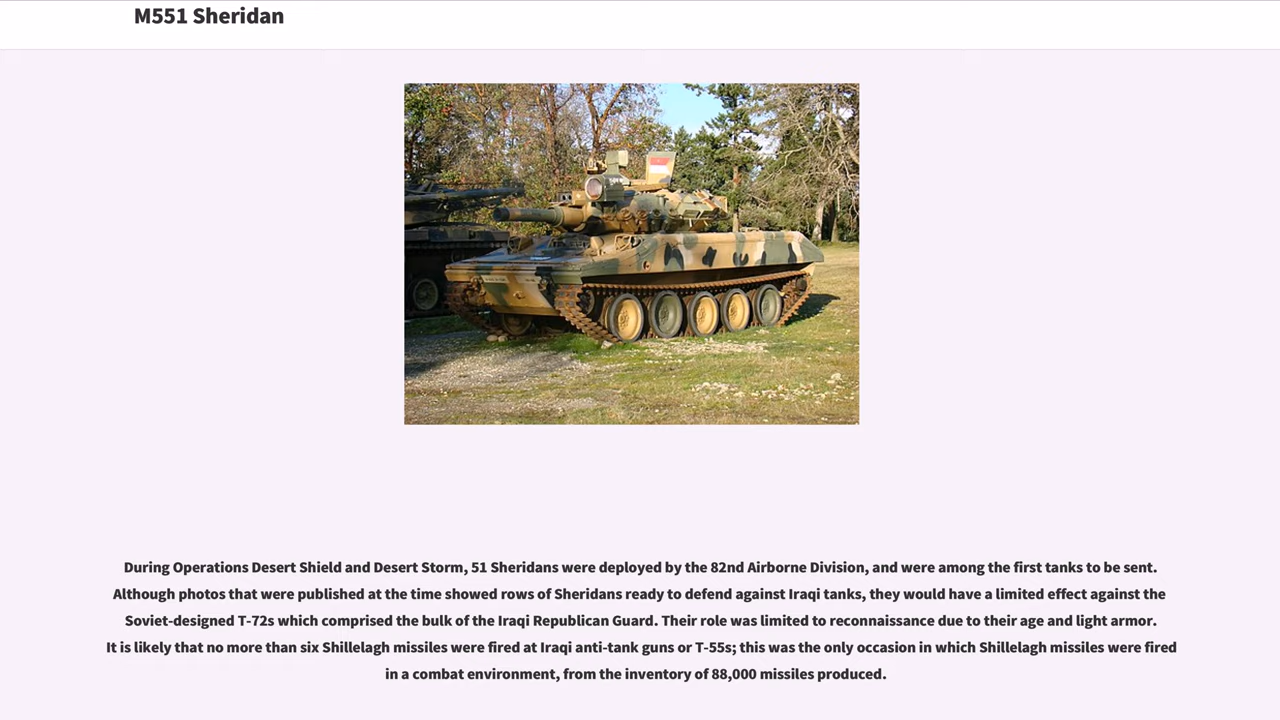 M551 Sheridan
During Operations Desert Shield and Desert Storm, 51 Sheridans were deployed by the 82nd Airborne Division, and were among the first tanks to be sent.
Although photos that were published at the time showed rows of Sheridans ready to defend against Iraqi tanks, they would have a limited effect against the
Soviet-designed T-72s which comprised the bulk of the Iraqi Republican Guard. Their role was limited to reconnaissance due to their age and light armor.
It is likely that no more than six Shillelagh missiles were fired at Iraqi anti-tank guns or T-55s; this was the only occasion in which Shillelagh missiles were fired
in a combat environment, from the inventory of 88,000 missiles produced.